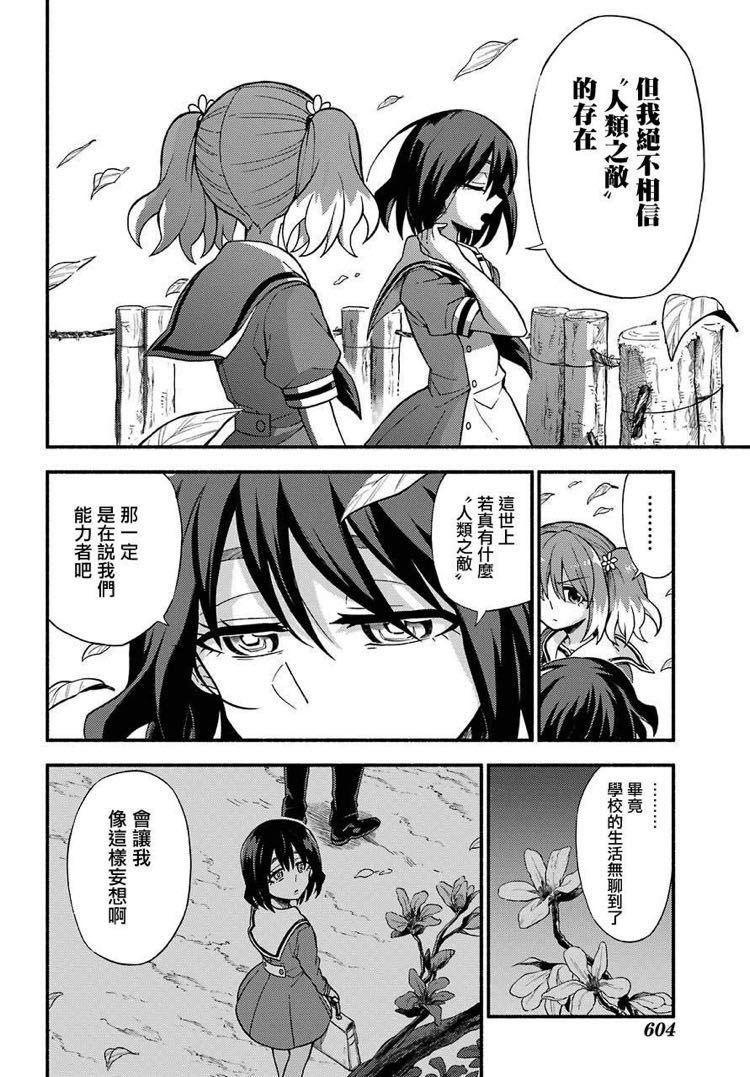 但我絕不相信
〝人類之敵〟
的存在
⋯⋯⋯
這世上
若真有什麼
〝人類之敵〟
那一定
是在說我們
能力者吧
⋯⋯⋯
畢竟
學校的生活無聊到了
會讓我
像這樣妄想啊
604